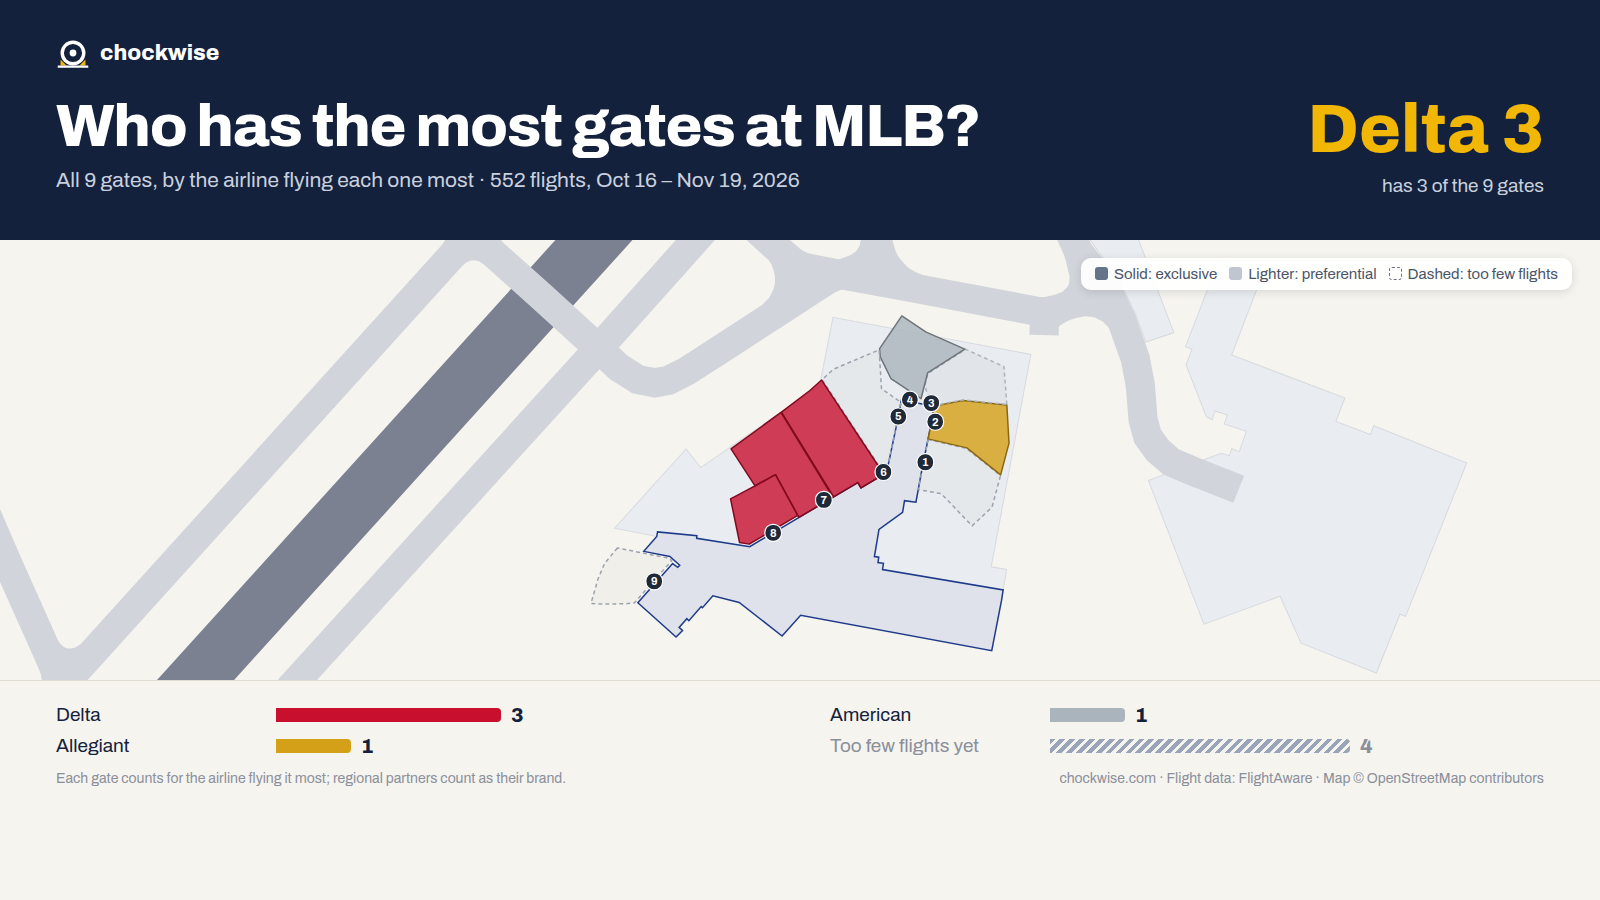 chockwise
Who has the most gates at MLB?
All 9 gates, by the airline flying each one most · 552 flights, Oct 16 – Nov 19, 2026
Delta 3
has 3 of the 9 gates
Solid: exclusive
Lighter: preferential
Dashed: too few flights
4
3
5
2
1
6
7
8
9
Delta 3
American 1
Allegiant 1
Too few flights yet 4
Each gate counts for the airline flying it most; regional partners count as their brand.
chockwise.com · Flight data: FlightAware · Map © OpenStreetMap contributors